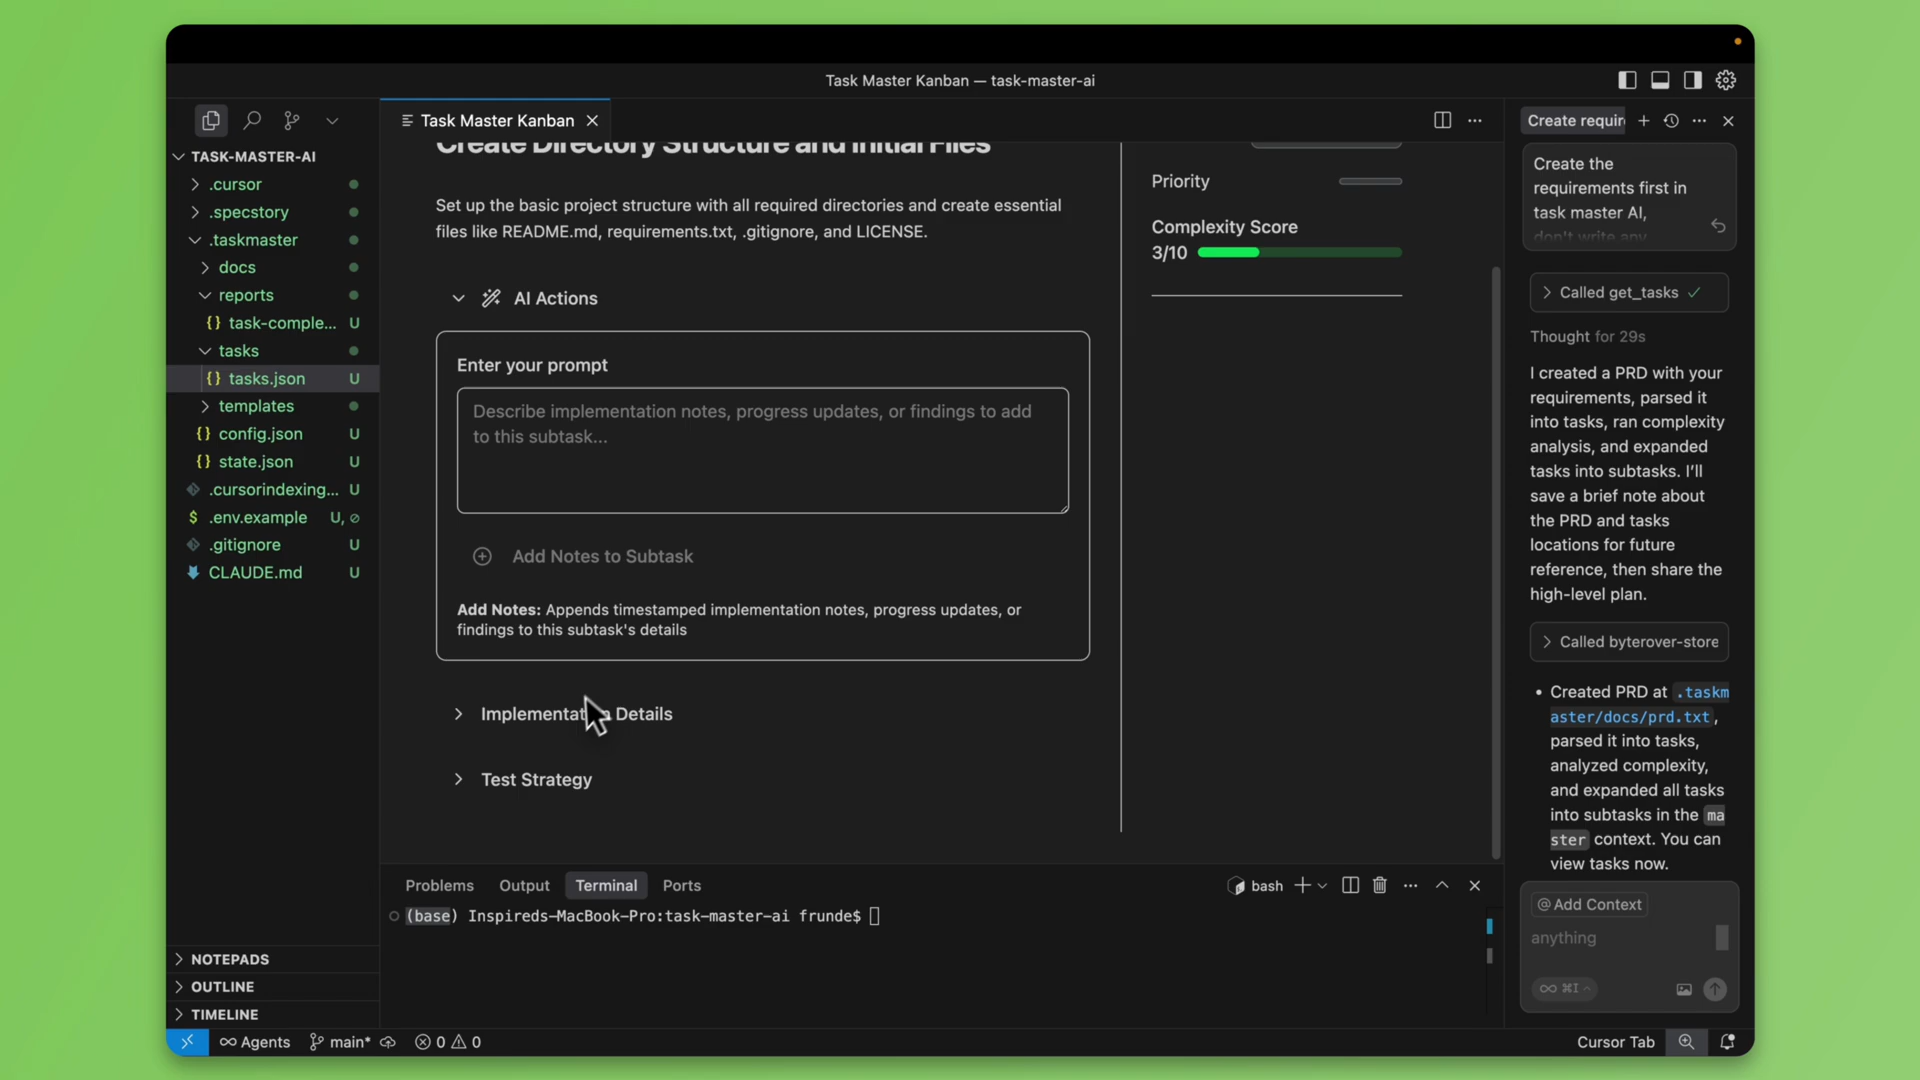 Task Master Kanban — task-master-ai
TASK-MASTER-AI
.cursor
.specstory
.taskmaster
docs
reports
{} task-comple... U
tasks
{} tasks.json U
templates
{} config.json U
{} state.json U
.cursorindexing... U
$ .env.example U,
.gitignore U
CLAUDE.md U
NOTEPADS
OUTLINE
TIMELINE
Task Master Kanban
Create Directory Structure and Initial Files
Set up the basic project structure with all required directories and create essential
files like README.md, requirements.txt, .gitignore, and LICENSE.
AI Actions
Enter your prompt
Describe implementation notes, progress updates, or findings to add
to this subtask...
Add Notes to Subtask
Add Notes: Appends timestamped implementation notes, progress updates, or
findings to this subtask's details
Implementation Details
Test Strategy
Priority
Complexity Score
3/10
Problems Output Terminal Ports
bash
(base) Inspireds-MacBook-Pro:task-master-ai frunde$
Create requir
Create the
requirements first in
task master AI,
don't write any
Called get_tasks
Thought for 29s
I created a PRD with your
requirements, parsed it
into tasks, ran complexity
analysis, and expanded
tasks into subtasks. I'll
save a brief note about
the PRD and tasks
locations for future
reference, then share the
high-level plan.
Called byterover-store
• Created PRD at .taskm
aster/docs/prd.txt,
parsed it into tasks,
analyzed complexity,
and expanded all tasks
into subtasks in the ma
ster context. You can
view tasks now.
@ Add Context
anything
∞ ⌘I
∞ Agents main* 0 0
Cursor Tab